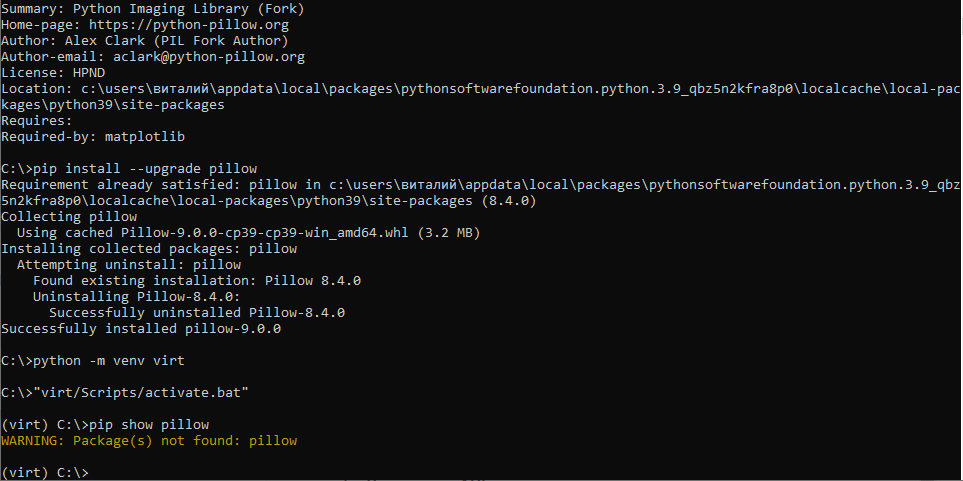 Summary: Python Imaging Library (Fork)
Home-page: https://python-pillow.org
Author: Alex Clark (PIL Fork Author)
Author-email: aclark@python-pillow.org
License: HPND
Location: c:\users\виталий\appdata\local\packages\pythonsoftwarefoundation.python.3.9_qbz5n2kfra8p0\localcache\local-pac
kages\python39\site-packages
Requires:
Required-by: matplotlib
C:\>pip install --upgrade pillow
Requirement already satisfied: pillow in c:\users\виталий\appdata\local\packages\pythonsoftwarefoundation.python.3.9_qbz
5n2kfra8p0\localcache\local-packages\python39\site-packages (8.4.0)
Collecting pillow
  Using cached Pillow-9.0.0-cp39-cp39-win_amd64.whl (3.2 MB)
Installing collected packages: pillow
  Attempting uninstall: pillow
    Found existing installation: Pillow 8.4.0
    Uninstalling Pillow-8.4.0:
      Successfully uninstalled Pillow-8.4.0
Successfully installed pillow-9.0.0
C:\>python -m venv virt
C:\>"virt/Scripts/activate.bat"
(virt) C:\>pip show pillow
WARNING: Package(s) not found: pillow
(virt) C:\>